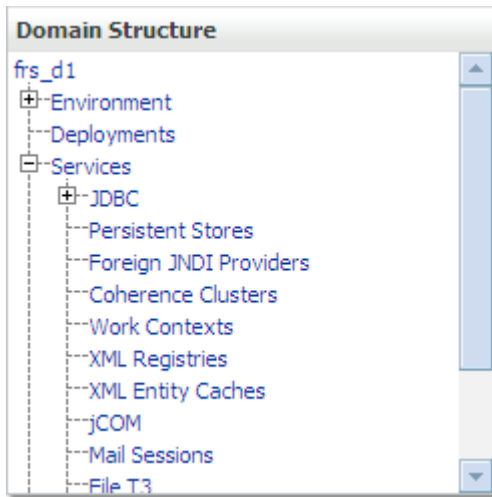 Domain Structure
frs_d1
Environment
Deployments
Services
JDBC
Persistent Stores
Foreign JNDI Providers
Coherence Clusters
Work Contexts
XML Registries
XML Entity Caches
jCOM
Mail Sessions
File T3